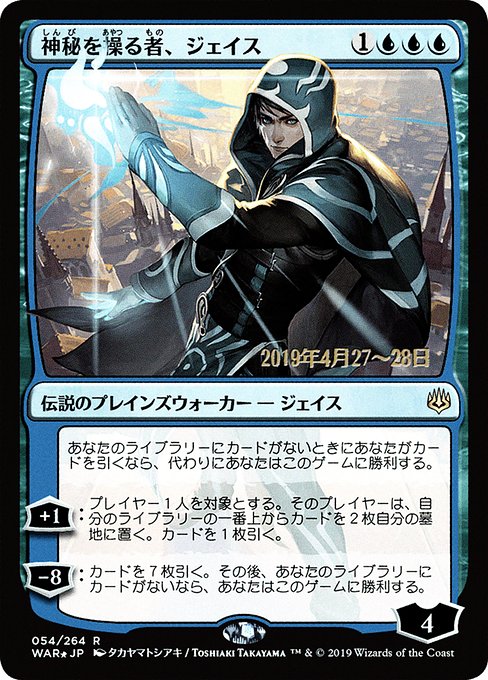 しん ぴ あやつ もの
神秘を操る者、ジェイス 1
2019年4月27〜28日
伝説のプレインズウォーカー — ジェイス
あなたのライブラリーにカードがないときにあなたがカー
ドを引くなら、代わりにあなたはこのゲームに勝利する。
+1 : プレイヤー１人を対象とする。そのプレイヤーは、自
分のライブラリーの一番上からカードを２枚自分の墓
地に置く。カードを１枚引く。
-8 : カードを７枚引く。その後、あなたのライブラリーに
カードがないなら、あなたはこのゲームに勝利する。
4
054/264 R
WAR★JP タカヤマトシアキ / TOSHIAKI TAKAYAMA ™ & © 2019 Wizards of the Coast